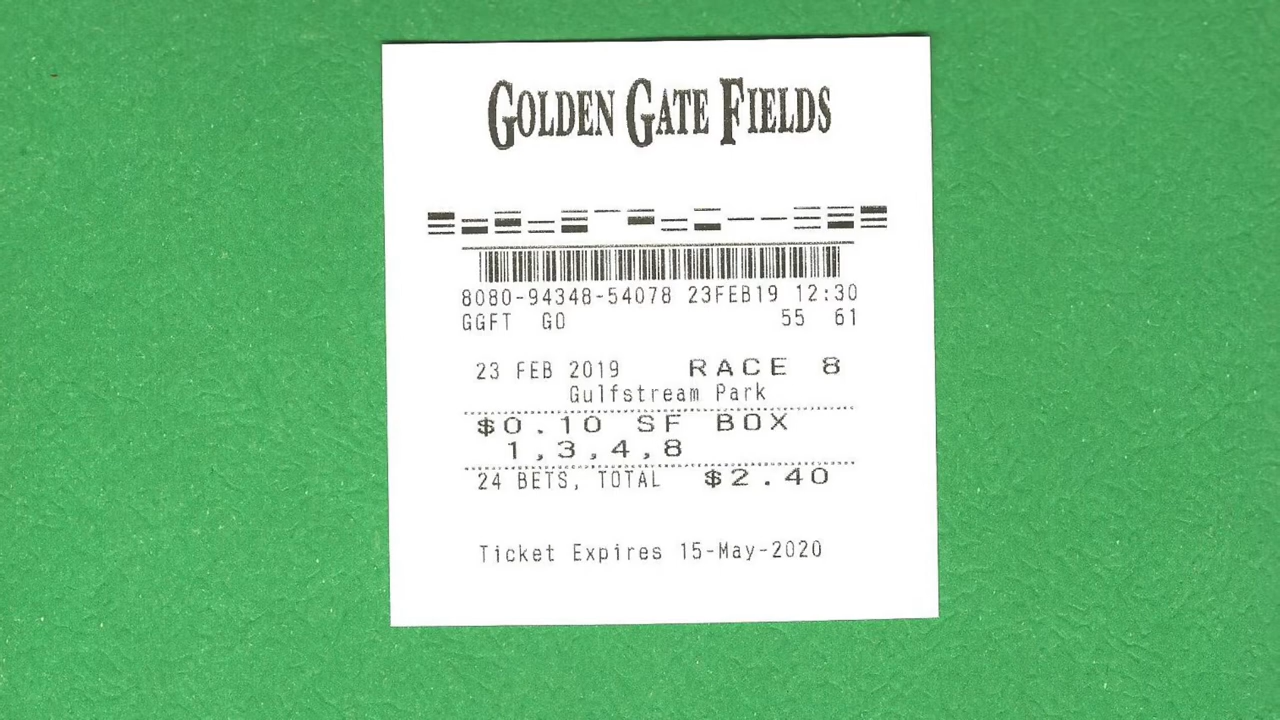 GOLDEN GATE FIELDS
8080-94348-54078 23FEB19 12:30
GGFT GO 55 61
23 FEB 2019 RACE 8
Gulfstream Park
$0.10 SF BOX
1,3,4,8
24 BETS, TOTAL $2.40
Ticket Expires 15-May-2020